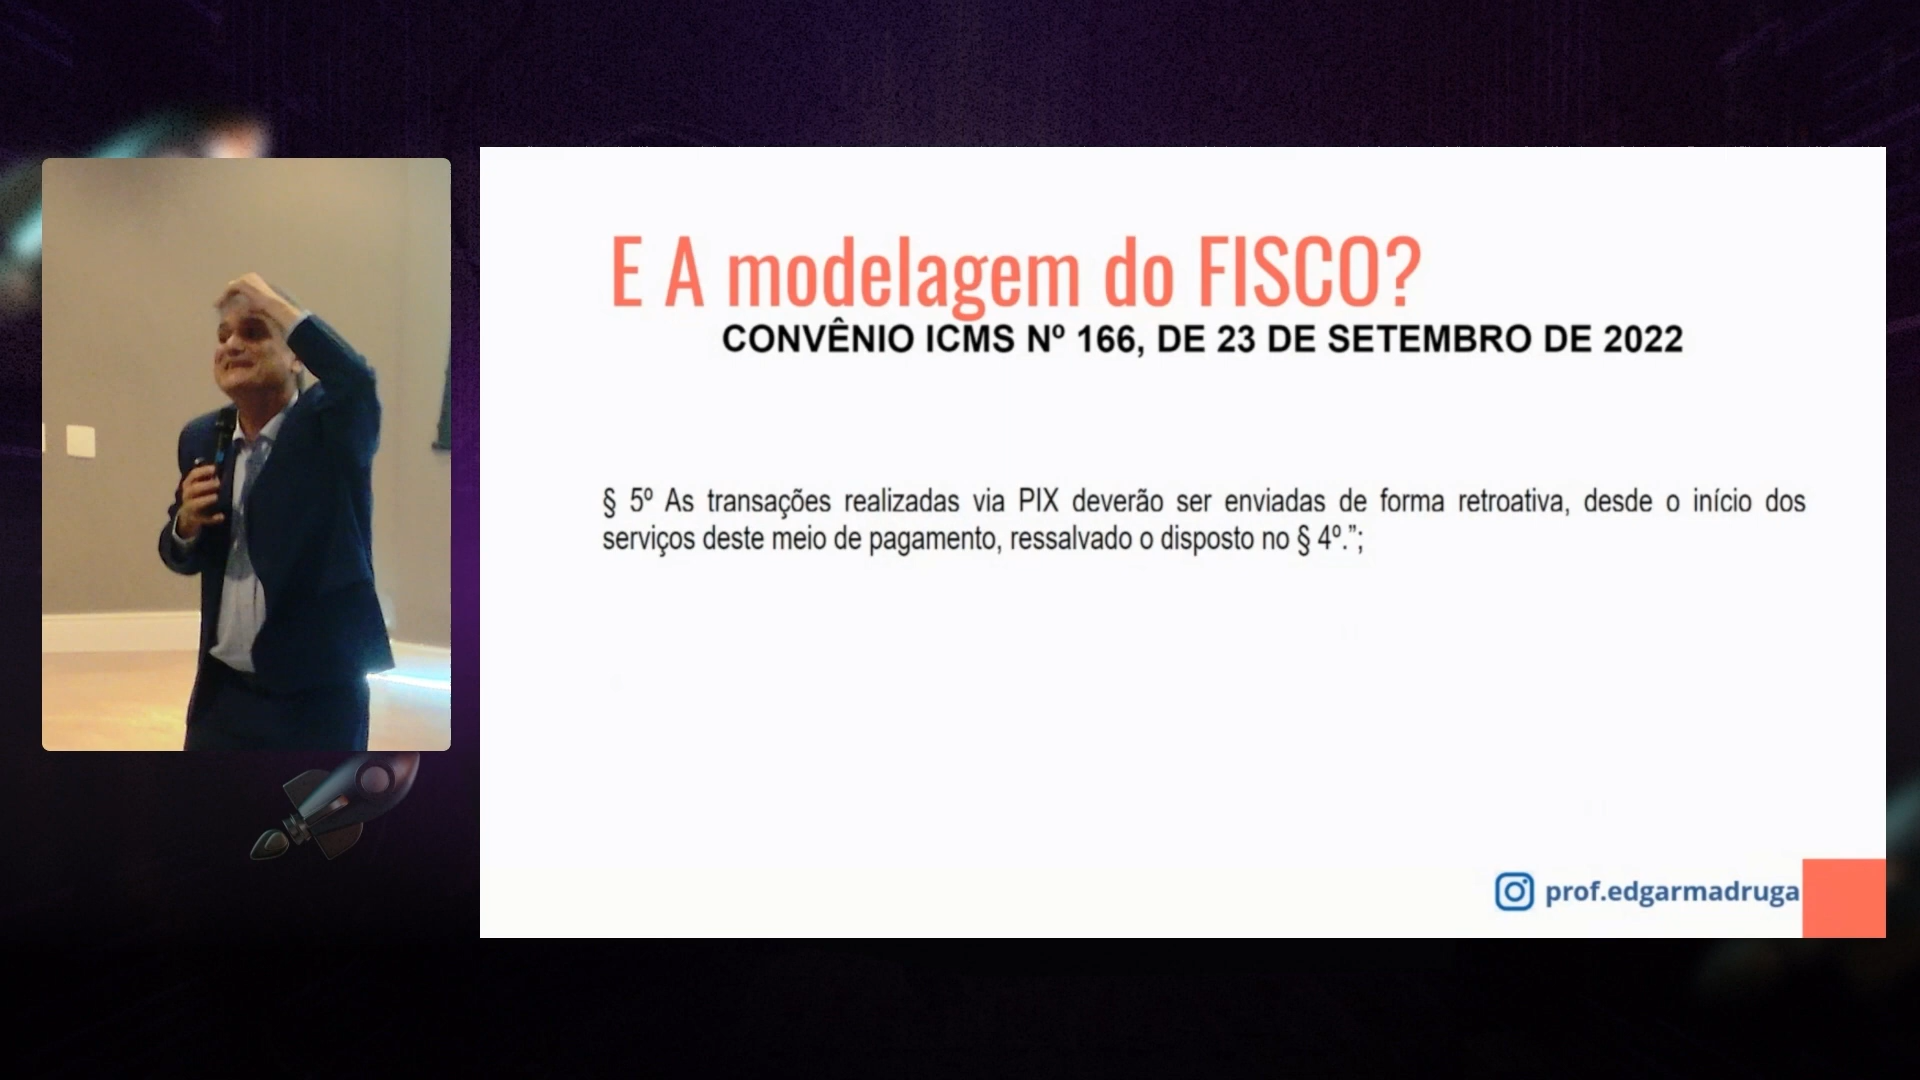 E A modelagem do FISCO?
CONVÊNIO ICMS Nº 166, DE 23 DE SETEMBRO DE 2022
§ 5º As transações realizadas via PIX deverão ser enviadas de forma retroativa, desde o início dos
serviços deste meio de pagamento, ressalvado o disposto no § 4º.”;
prof.edgarmadruga